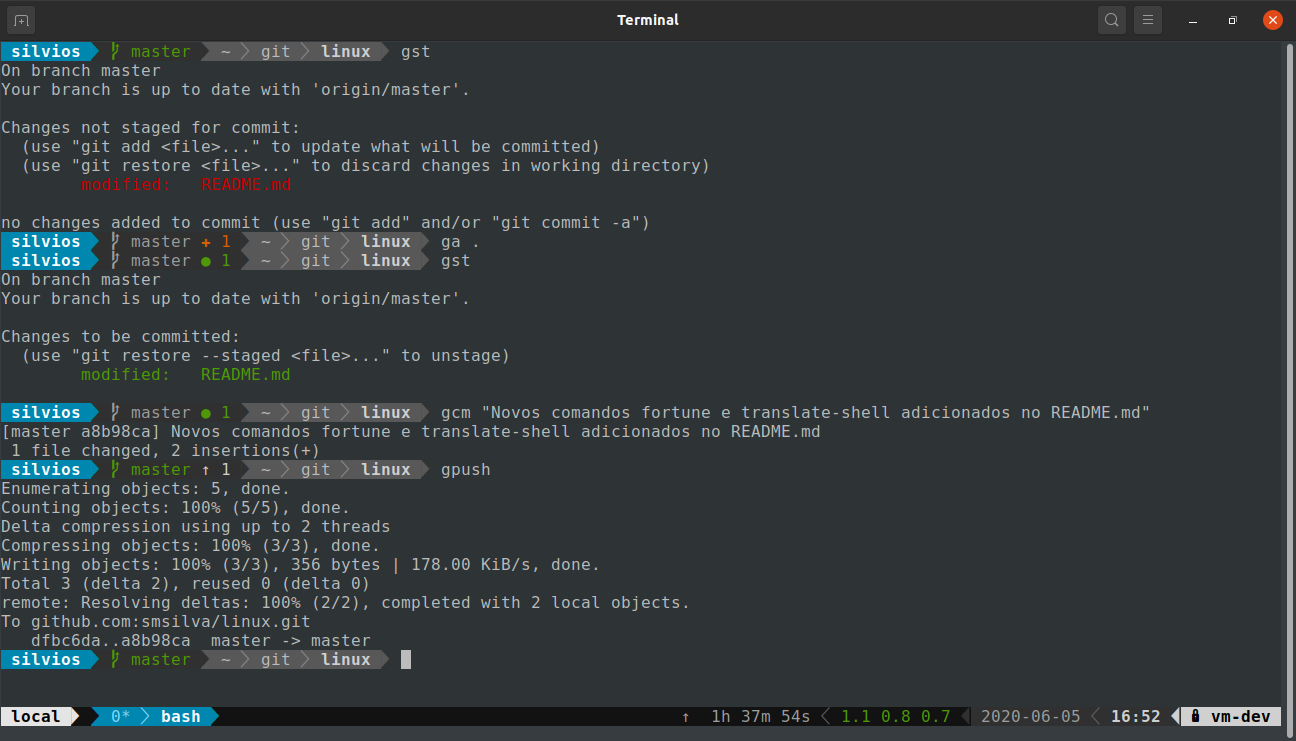 Terminal
silvios master ~ git linux gst
On branch master
Your branch is up to date with 'origin/master'.
Changes not staged for commit:
(use "git add <file>..." to update what will be committed)
(use "git restore <file>..." to discard changes in working directory)
modified: README.md
no changes added to commit (use "git add" and/or "git commit -a")
silvios master + 1 ~ git linux ga .
silvios master ● 1 ~ git linux gst
On branch master
Your branch is up to date with 'origin/master'.
Changes to be committed:
(use "git restore --staged <file>..." to unstage)
modified: README.md
silvios master ● 1 ~ git linux gcm "Novos comandos fortune e translate-shell adicionados no README.md"
[master a8b98ca] Novos comandos fortune e translate-shell adicionados no README.md
1 file changed, 2 insertions(+)
silvios master ↑ 1 ~ git linux gpush
Enumerating objects: 5, done.
Counting objects: 100% (5/5), done.
Delta compression using up to 2 threads
Compressing objects: 100% (3/3), done.
Writing objects: 100% (3/3), 356 bytes | 178.00 KiB/s, done.
Total 3 (delta 2), reused 0 (delta 0)
remote: Resolving deltas: 100% (2/2), completed with 2 local objects.
To github.com:smsilva/linux.git
dfbc6da..a8b98ca master -> master
silvios master ~ git linux
local 0* bash ↑ 1h 37m 54s 1.1 0.8 0.7 2020-06-05 16:52 vm-dev